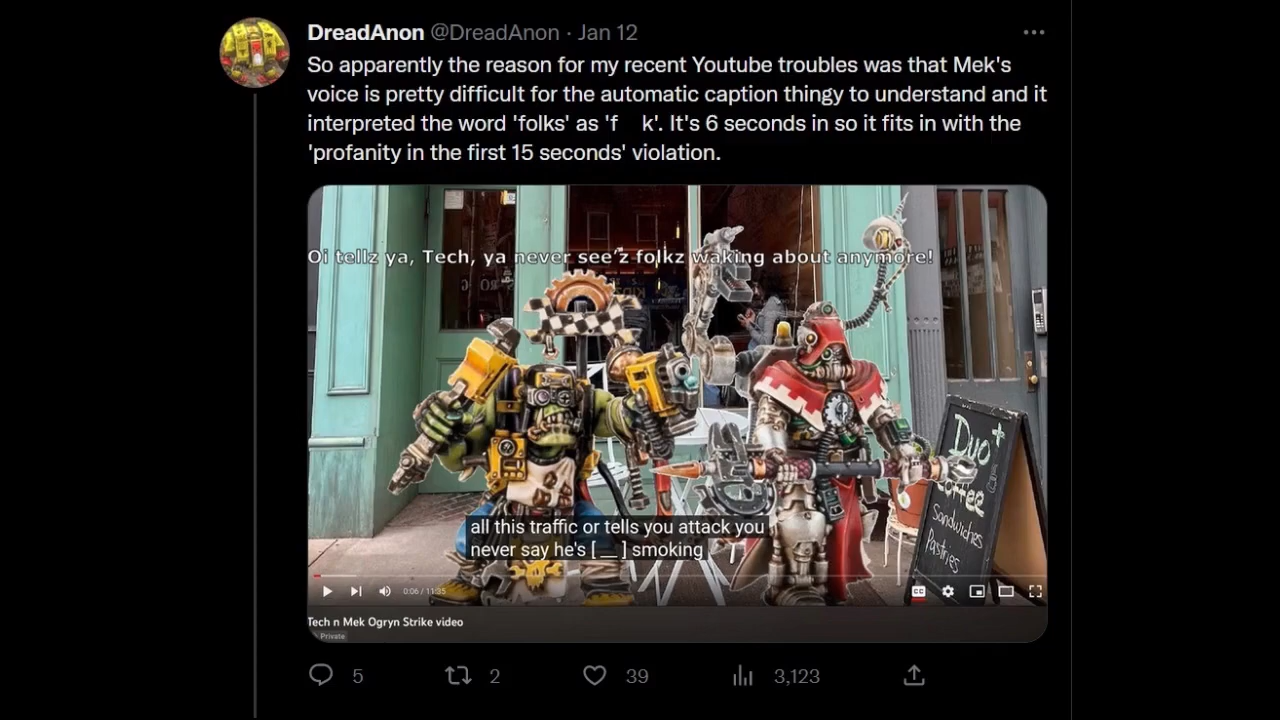 DreadAnon @DreadAnon · Jan 12
So apparently the reason for my recent Youtube troubles was that Mek's
voice is pretty difficult for the automatic caption thingy to understand and it
interpreted the word 'folks' as 'f k'. It's 6 seconds in so it fits in with the
'profanity in the first 15 seconds' violation.
Oi tellz ya, Tech, ya never see'z folkz waking about anymore!
Duo
Coffee
Sandwiches
Pastries
all this traffic or tells you attack you
never say he's [ __ ] smoking
0:06 / 11:35
CC
Tech n Mek Ogryn Strike video
Private
5 2 39 3,123